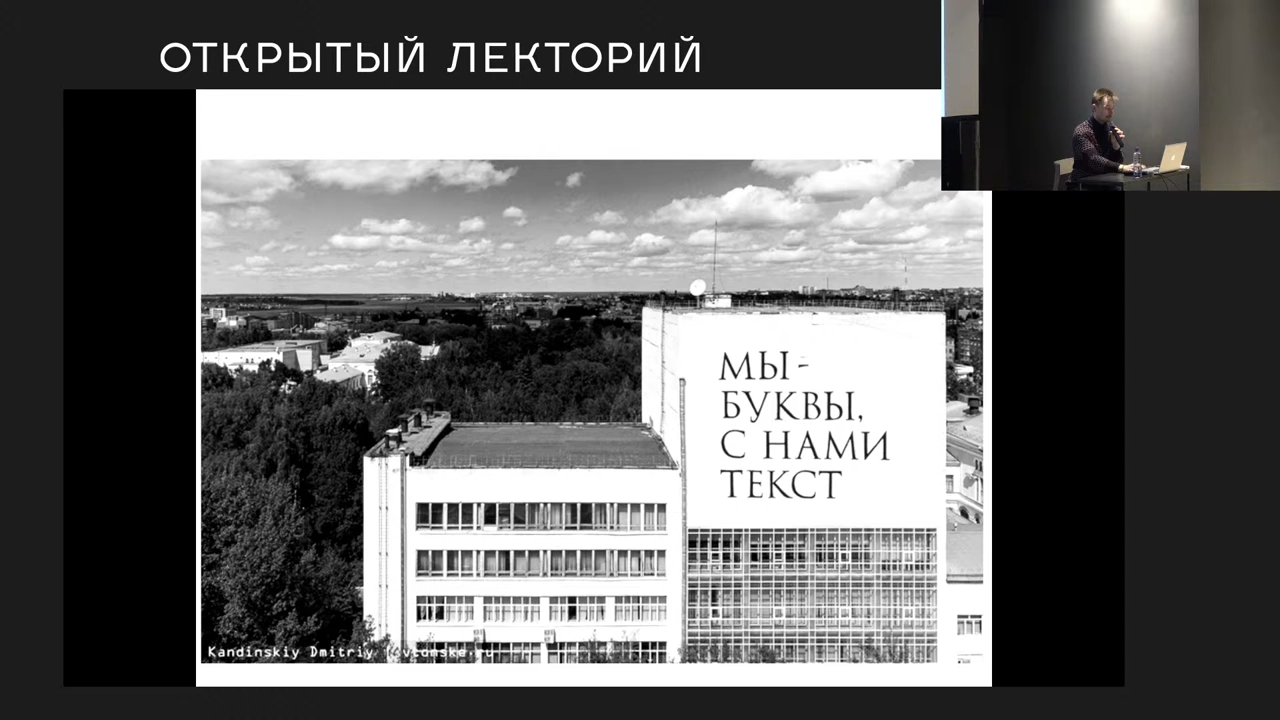 ОТКРЫТЫЙ ЛЕКТОРИЙ
МЫ -
БУКВЫ,
С НАМИ
ТЕКСТ
Kandinskiy Dmitriy